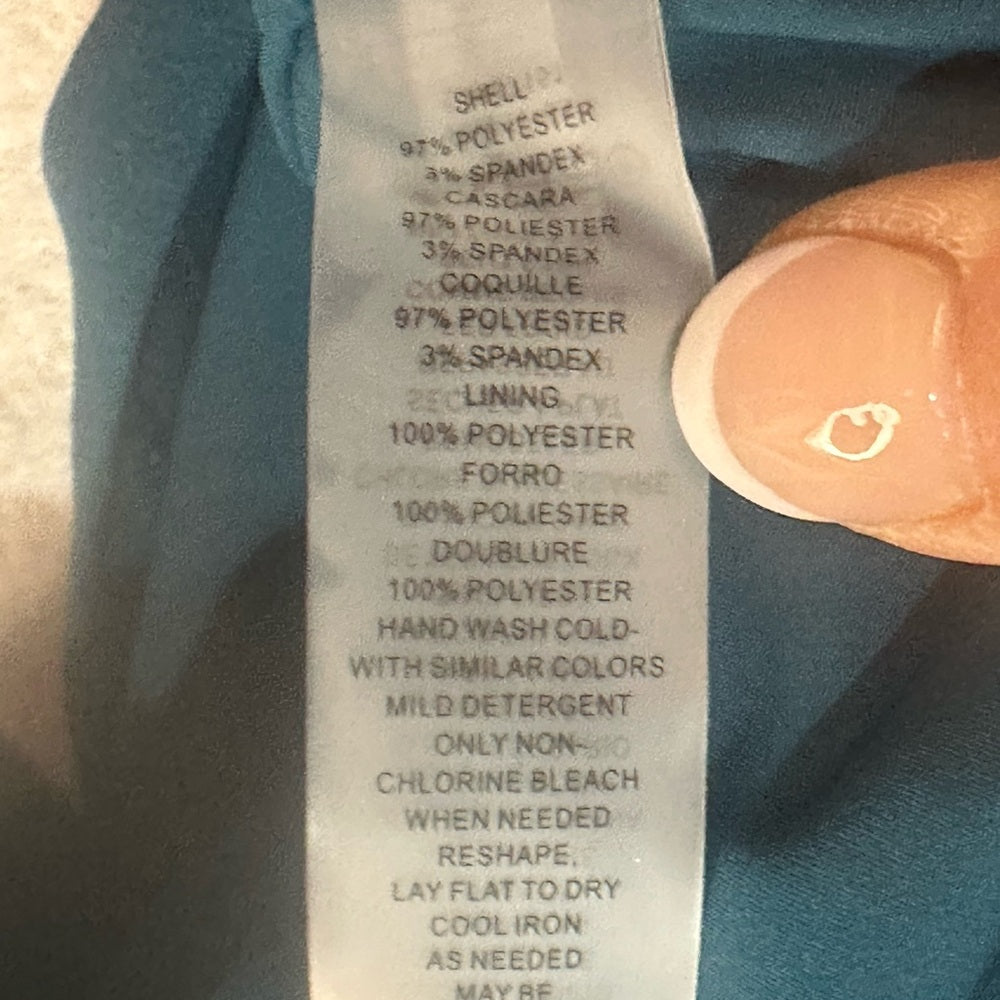 SHELL
97% POLYESTER
3% SPANDEX
CASCARA
97% POLIESTER
3% SPANDEX
COQUILLE
97% POLYESTER
3% SPANDEX
LINING
100% POLYESTER
FORRO
100% POLIESTER
DOUBLURE
100% POLYESTER
HAND WASH COLD-
WITH SIMILAR COLORS
MILD DETERGENT
ONLY NON-
CHLORINE BLEACH
WHEN NEEDED
RESHAPE,
LAY FLAT TO DRY
COOL IRON
AS NEEDED
MAY BE